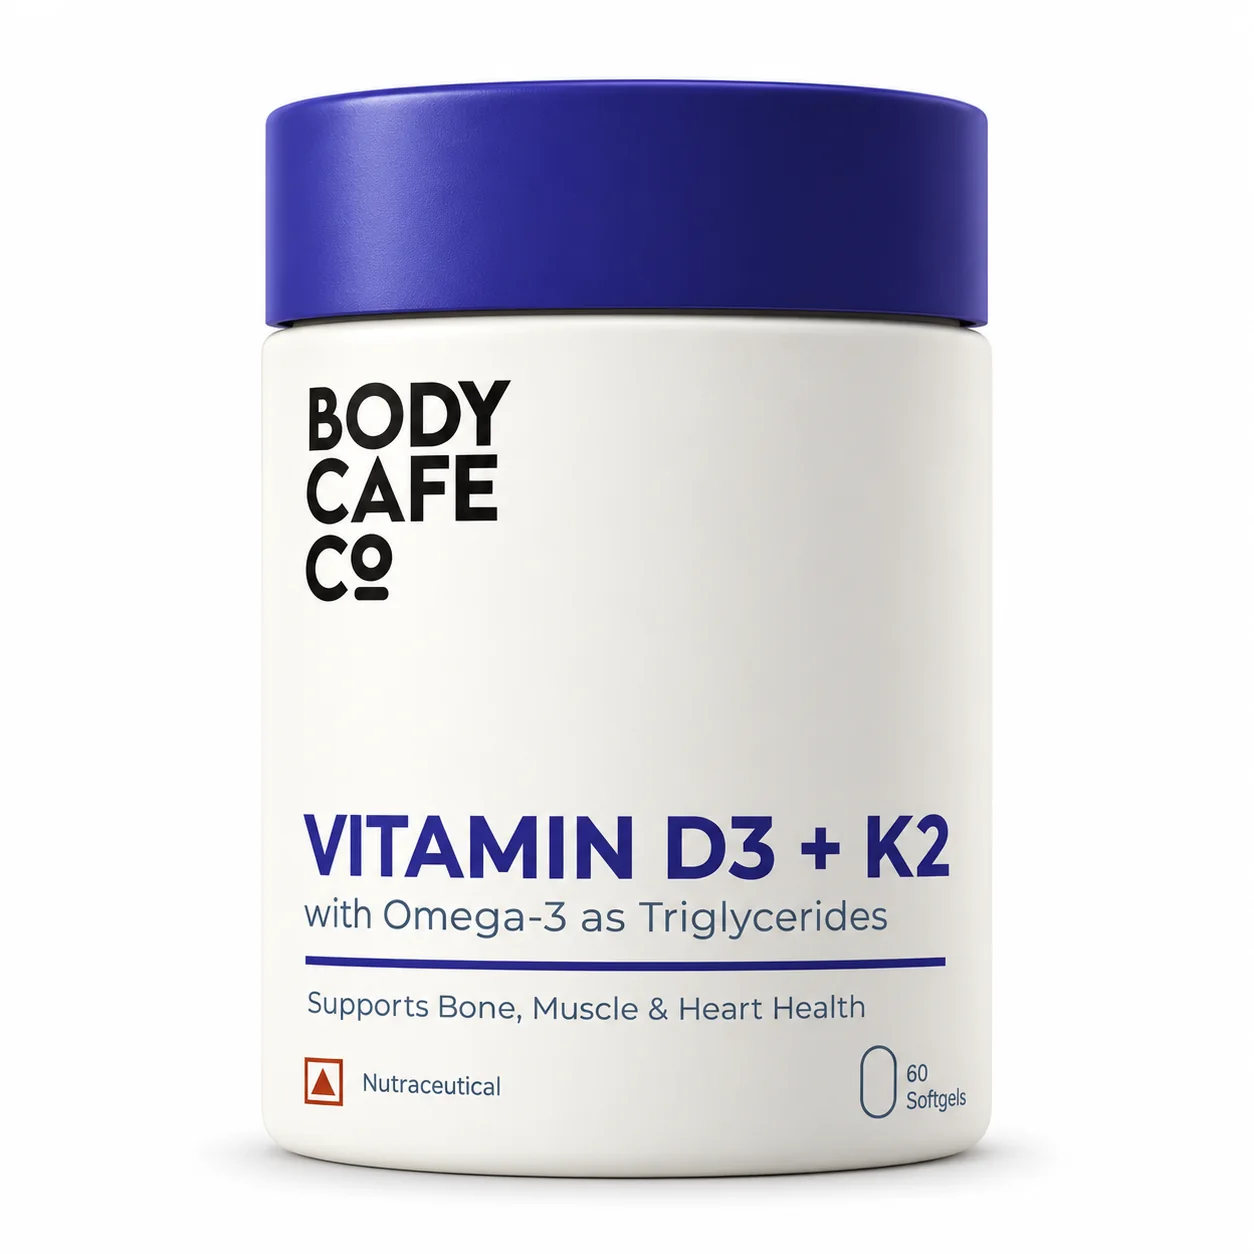 BODY
CAFE
Co
VITAMIN D3 + K2
with Omega-3 as Triglycerides
Supports Bone, Muscle & Heart Health
Nutraceutical
60
Softgels